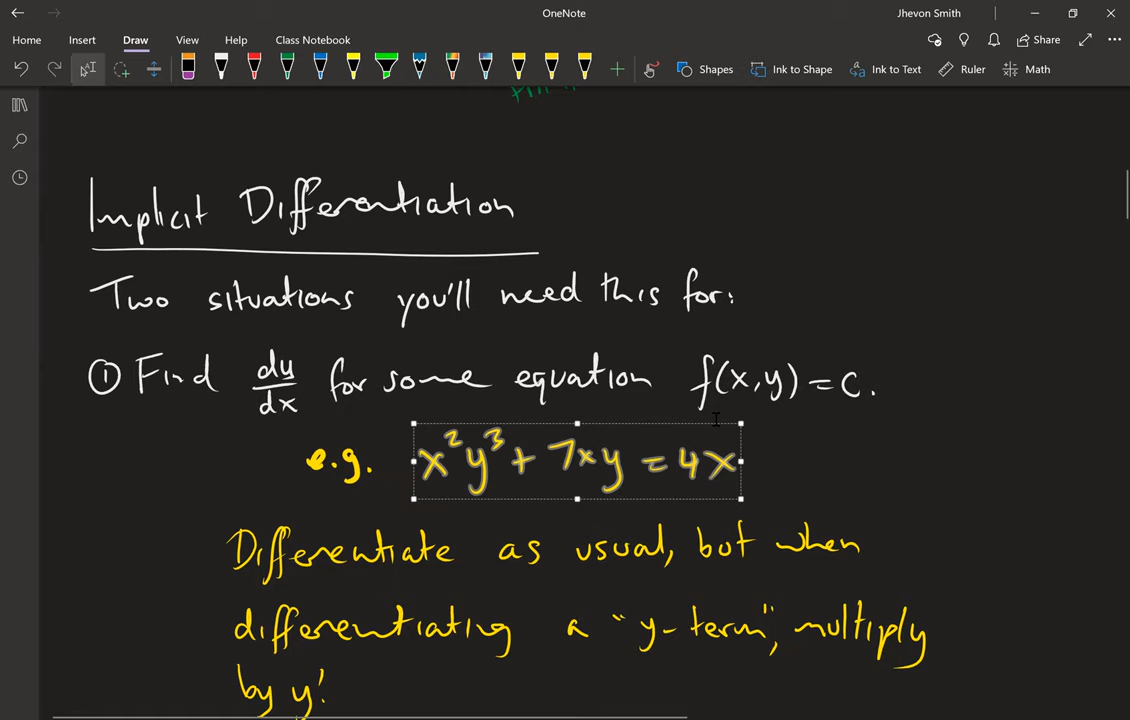 OneNote
Jhevon Smith
Home Insert Draw View Help Class Notebook
Share
Shapes Ink to Shape Ink to Text Ruler Math
Implicit Differentiation
Two situations you'll need this for:
① Find dy/dx for some equation f(x,y) = c.
e.g. x²y³ + 7xy = 4x
Differentiate as usual, but when
differentiating a "y-term", multiply
by y'.